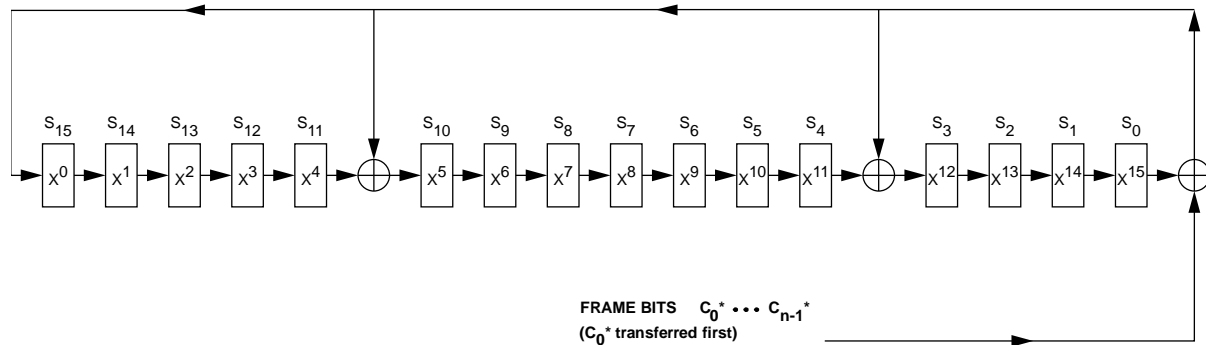 S15 S14 S13 S12 S11 S10 S9 S8 S7 S6 S5 S4 S3 S2 S1 S0
X0 X1 X2 X3 X4 X5 X6 X7 X8 X9 X10 X11 X12 X13 X14 X15
FRAME BITS C0* ••• Cn-1*
(C0* transferred first)